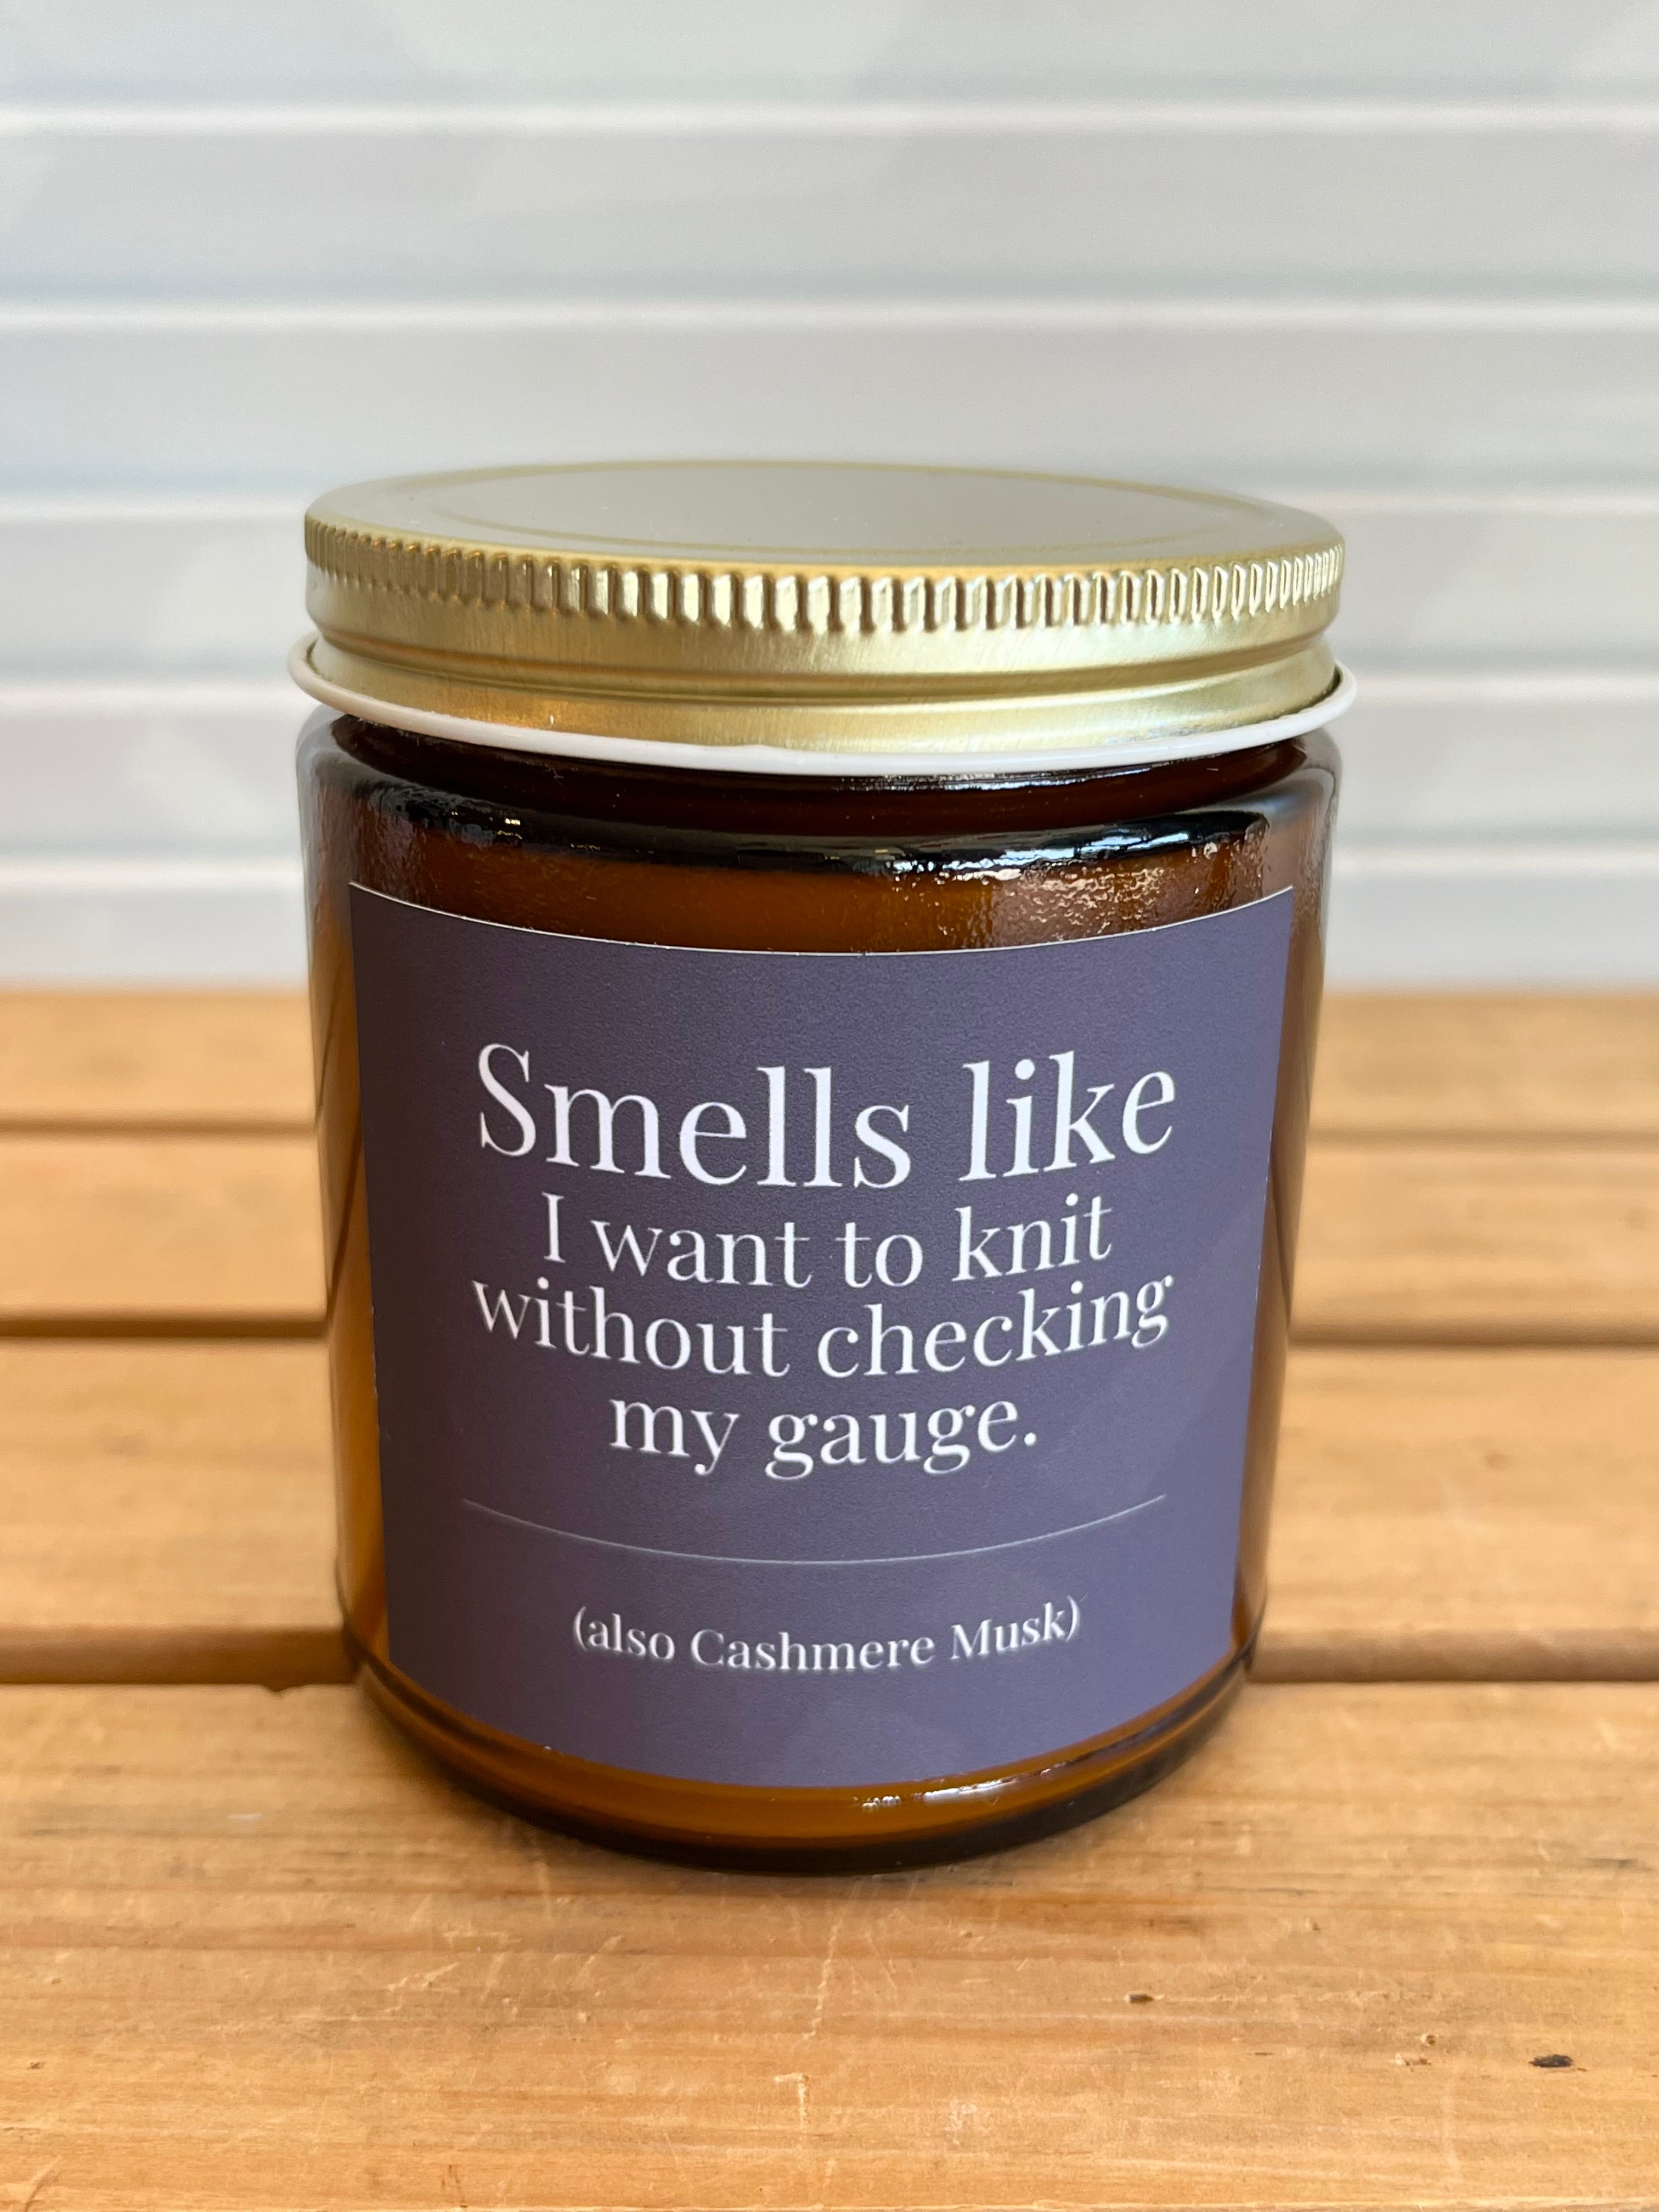 Smells like
I want to knit
without checking
my gauge.
(also Cashmere Musk)